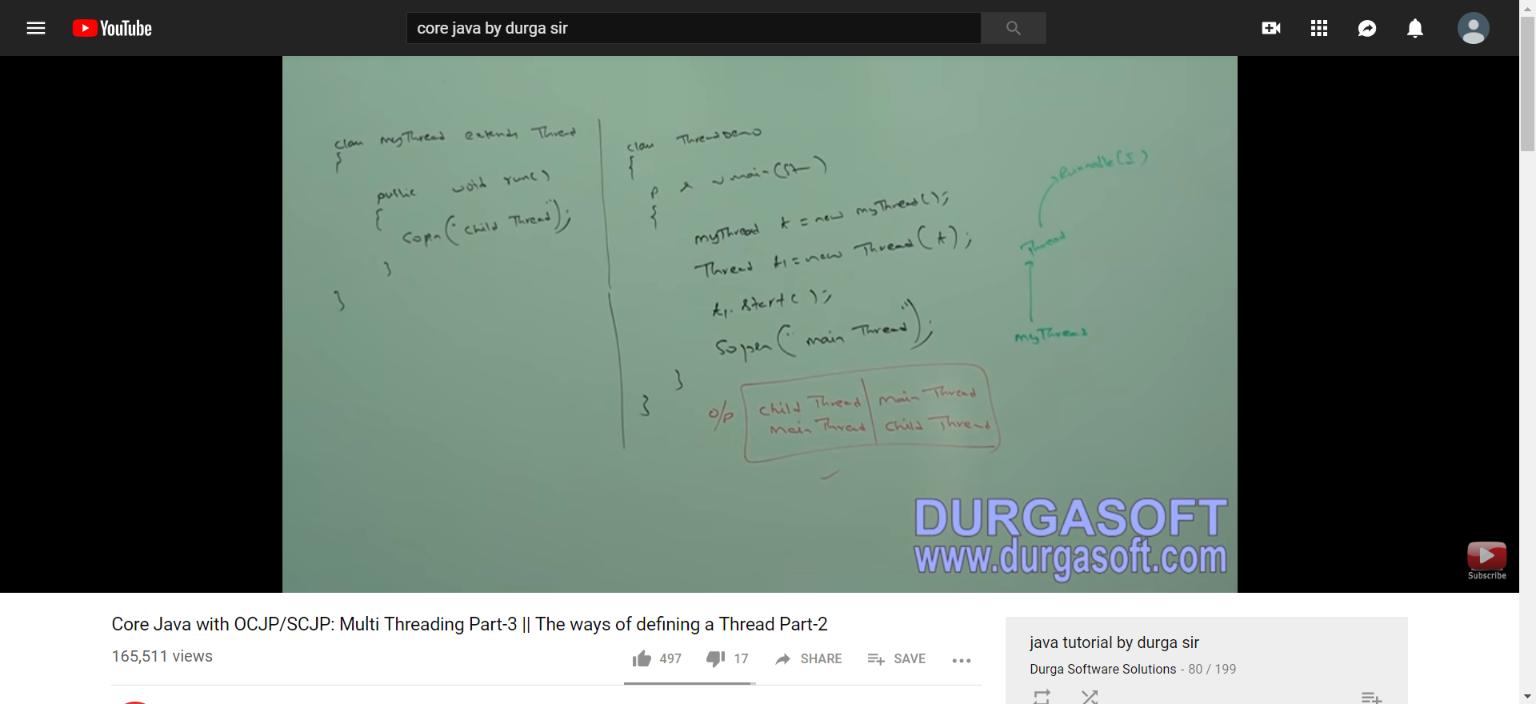 YouTube
core java by durga sir
class myThread extends Thread
{
public void run()
{
Sopln("child Thread");
}
}
class ThreadDemo
{
p s v main(St—)
{
myThread t = new myThread();
Thread t1 = new Thread(t);
t1.start();
Sopln("main Thread");
}
}
o/p
child Thread
main Thread
main Thread
child Thread
Runnable(I)
Thread
myThread
DURGASOFT
www.durgasoft.com
Subscribe
Core Java with OCJP/SCJP: Multi Threading Part-3 || The ways of defining a Thread Part-2
165,511 views
497
17
SHARE
SAVE
java tutorial by durga sir
Durga Software Solutions - 80 / 199